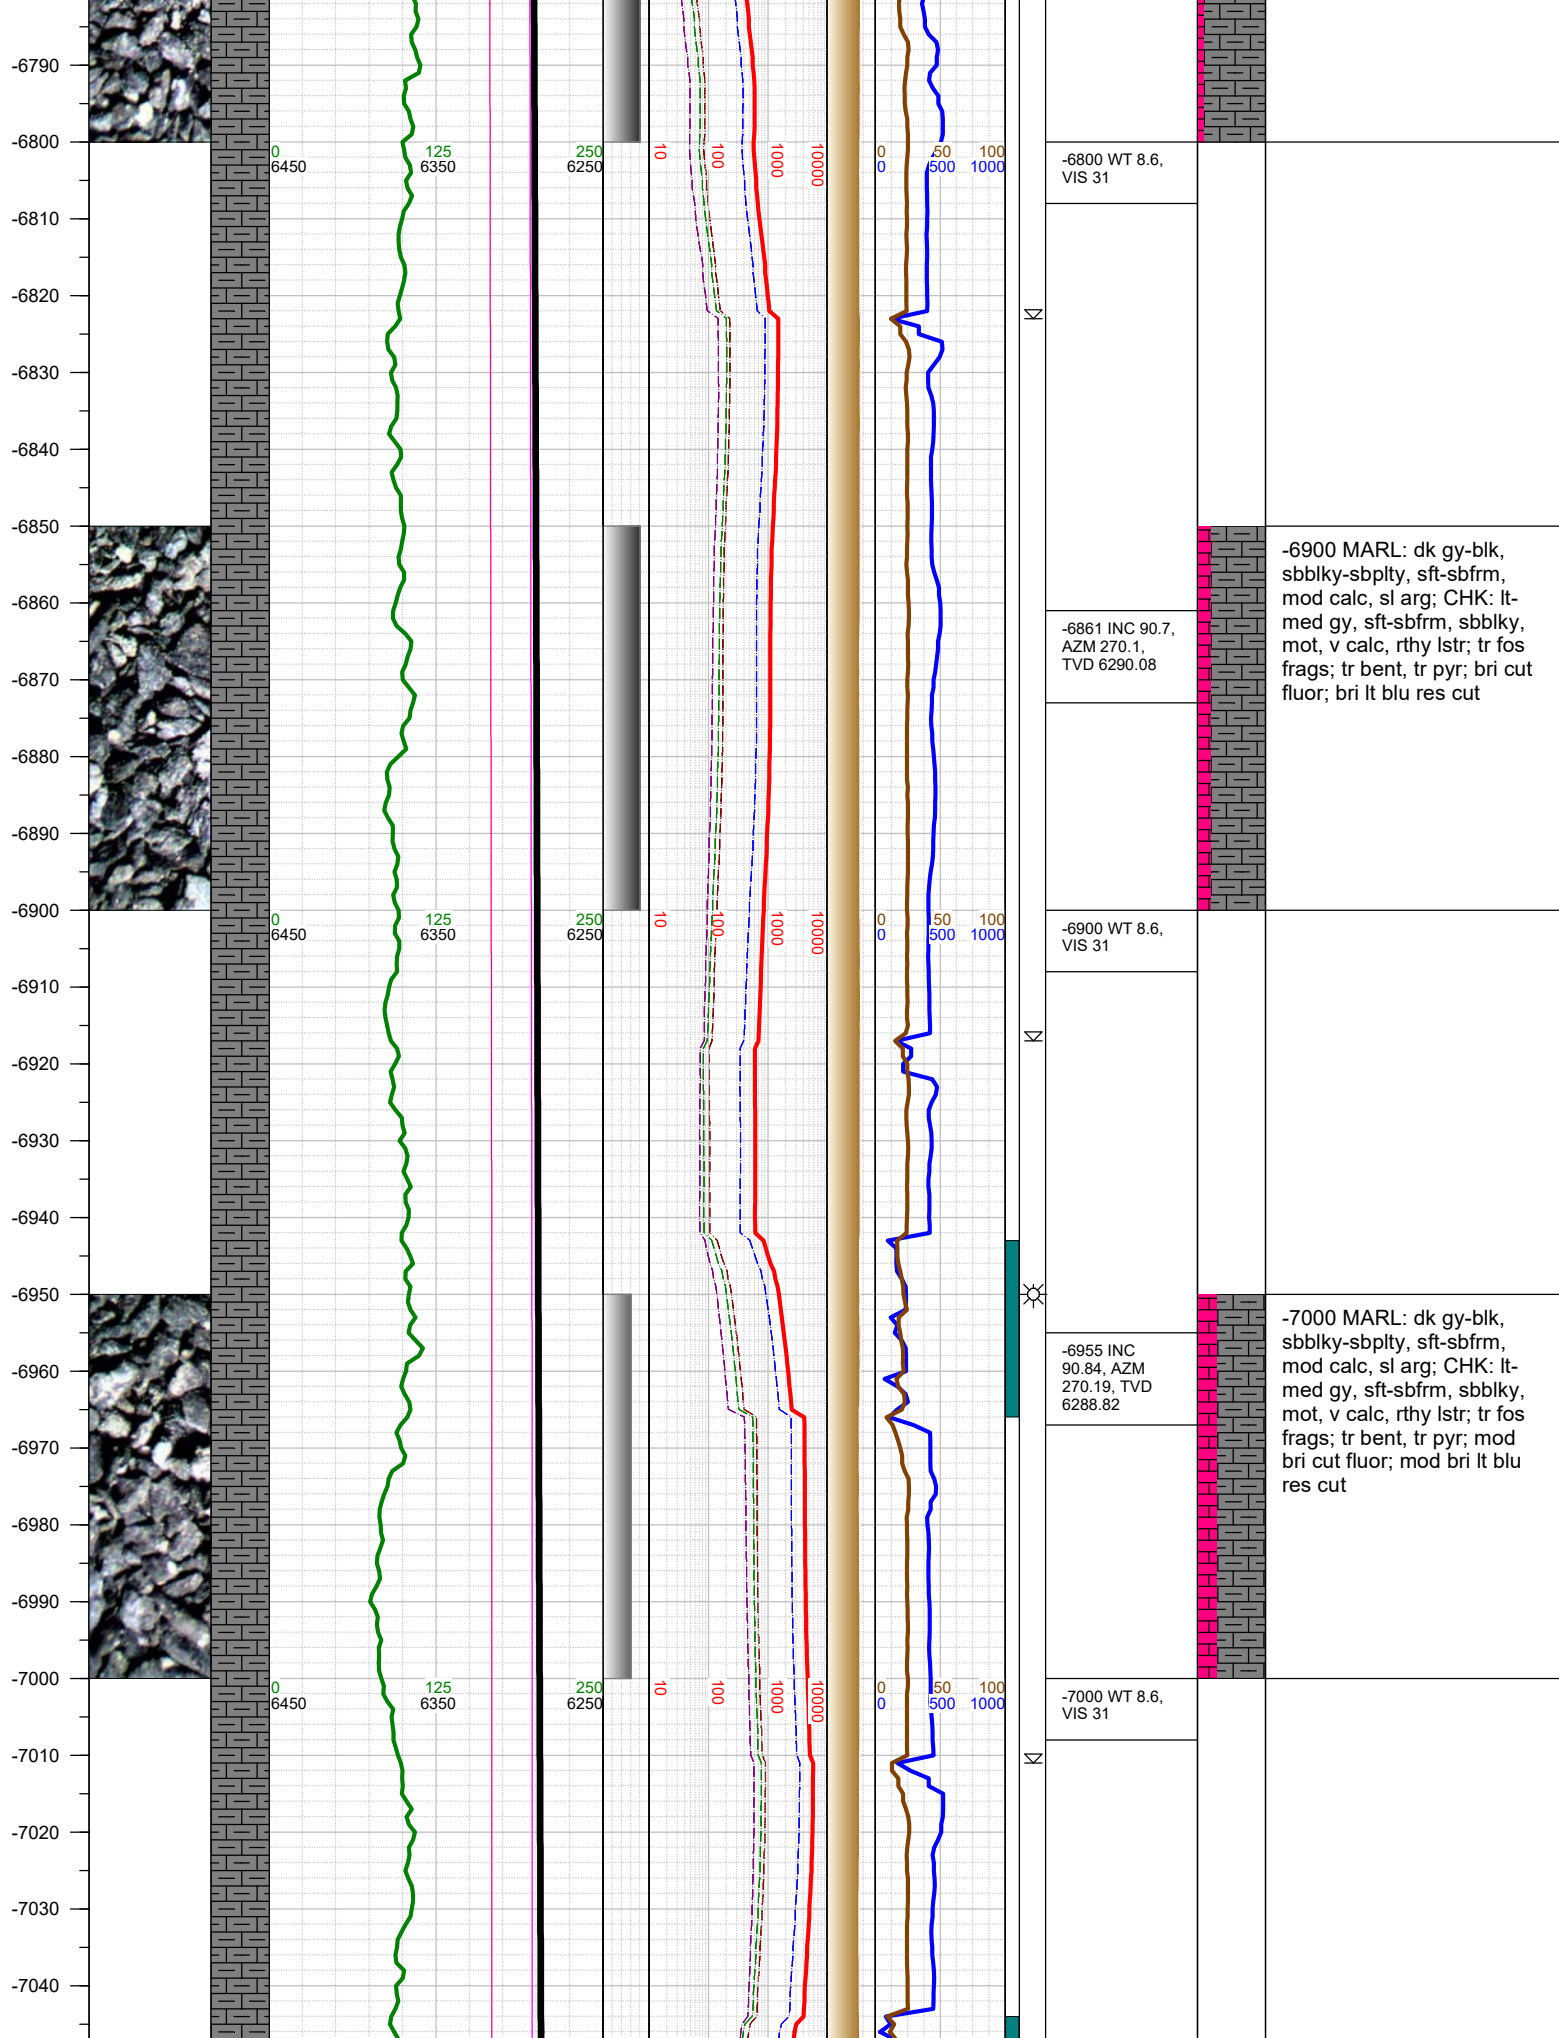 -6790
-6800
0 125 250
6450 6350 6250
10 100 1000 10000
0 50 100
0 500 1000
-6800 WT 8.6,
VIS 31
-6810
-6820
-6830
-6840
-6850
-6900 MARL: dk gy-blk,
sbblky-sbplty, sft-sbfrm,
mod calc, sl arg; CHK: lt-
med gy, sft-sbfrm, sbblky,
mot, v calc, rthy lstr; tr fos
frags; tr bent, tr pyr; bri cut
fluor; bri lt blu res cut
-6860
-6861 INC 90.7,
AZM 270.1,
TVD 6290.08
-6870
-6880
-6890
-6900
0 125 250
6450 6350 6250
10 100 1000 10000
0 50 100
0 500 1000
-6900 WT 8.6,
VIS 31
-6910
-6920
-6930
-6940
-6950
-7000 MARL: dk gy-blk,
sbblky-sbplty, sft-sbfrm,
mod calc, sl arg; CHK: lt-
med gy, sft-sbfrm, sbblky,
mot, v calc, rthy lstr; tr fos
frags; tr bent, tr pyr; mod
bri cut fluor; mod bri lt blu
res cut
-6955 INC
90.84, AZM
270.19, TVD
6288.82
-6960
-6970
-6980
-6990
-7000
0 125 250
6450 6350 6250
10 100 1000 10000
0 50 100
0 500 1000
-7000 WT 8.6,
VIS 31
-7010
-7020
-7030
-7040